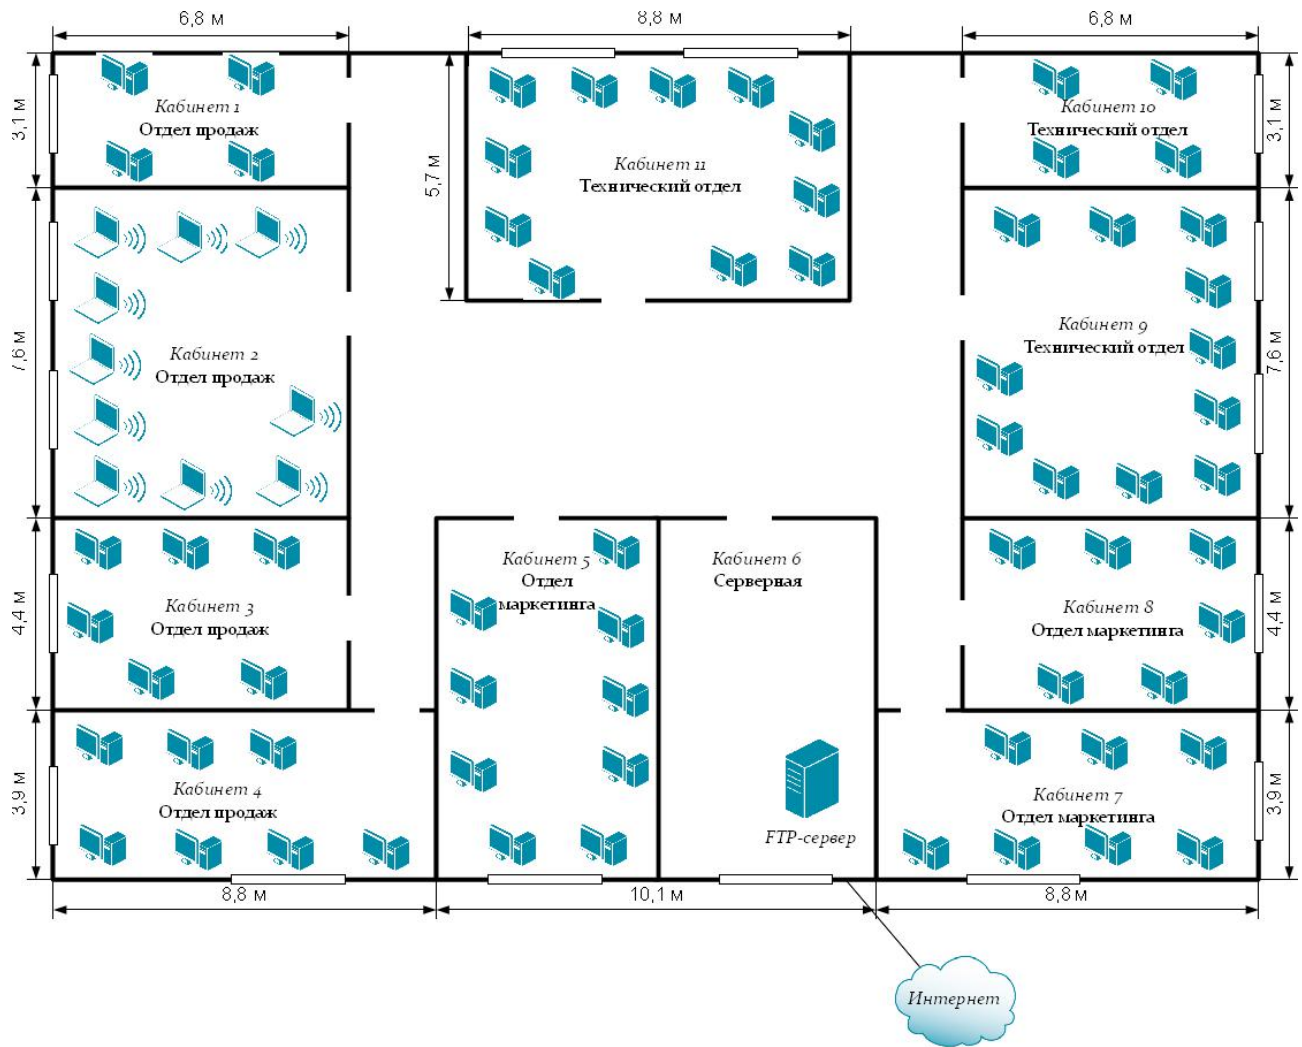 6,8 м
8,8 м
6,8 м
3,1 м
Кабинет 1
Отдел продаж
5,7 м
Кабинет 11
Технический отдел
Кабинет 10
Технический отдел
3,1 м
7,6 м
Кабинет 2
Отдел продаж
Кабинет 9
Технический отдел
7,6 м
4,4 м
Кабинет 3
Отдел продаж
Кабинет 5
Отдел
маркетинга
Кабинет 6
Серверная
Кабинет 8
Отдел маркетинга
4,4 м
3,9 м
Кабинет 4
Отдел продаж
FTP-сервер
Кабинет 7
Отдел маркетинга
3,9 м
8,8 м
10,1 м
8,8 м
Интернет